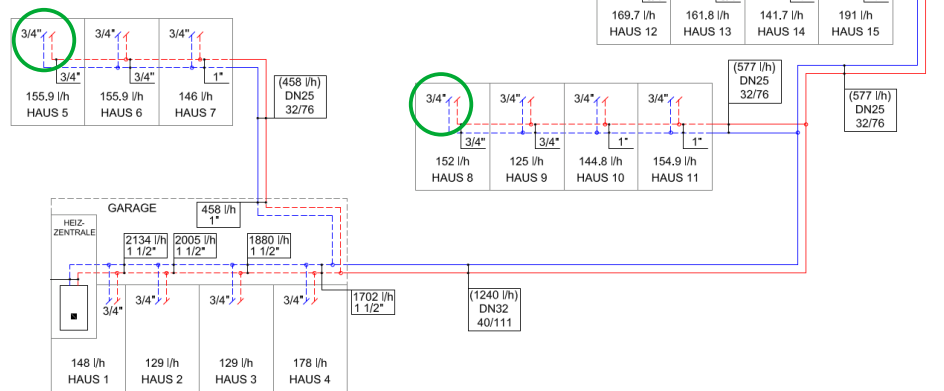 169.7 l/h 161.8 l/h 141.7 l/h 191 l/h
HAUS 12 HAUS 13 HAUS 14 HAUS 15
3/4" 3/4" 3/4"
3/4" 3/4" 1"
155.9 l/h 155.9 l/h 146 l/h
HAUS 5 HAUS 6 HAUS 7
(458 l/h)
DN25
32/76
(577 l/h)
DN25
32/76
(577 l/h)
DN25
32/76
3/4" 3/4" 3/4" 3/4"
3/4" 3/4" 1" 1"
152 l/h 125 l/h 144.8 l/h 154.9 l/h
HAUS 8 HAUS 9 HAUS 10 HAUS 11
GARAGE
458 l/h
1"
HEIZ-
ZENTRALE
2134 l/h 2005 l/h 1880 l/h
1 1/2" 1 1/2" 1 1/2"
3/4" 3/4" 3/4" 3/4"
1702 l/h
1 1/2"
(1240 l/h)
DN32
40/111
148 l/h 129 l/h 129 l/h 178 l/h
HAUS 1 HAUS 2 HAUS 3 HAUS 4